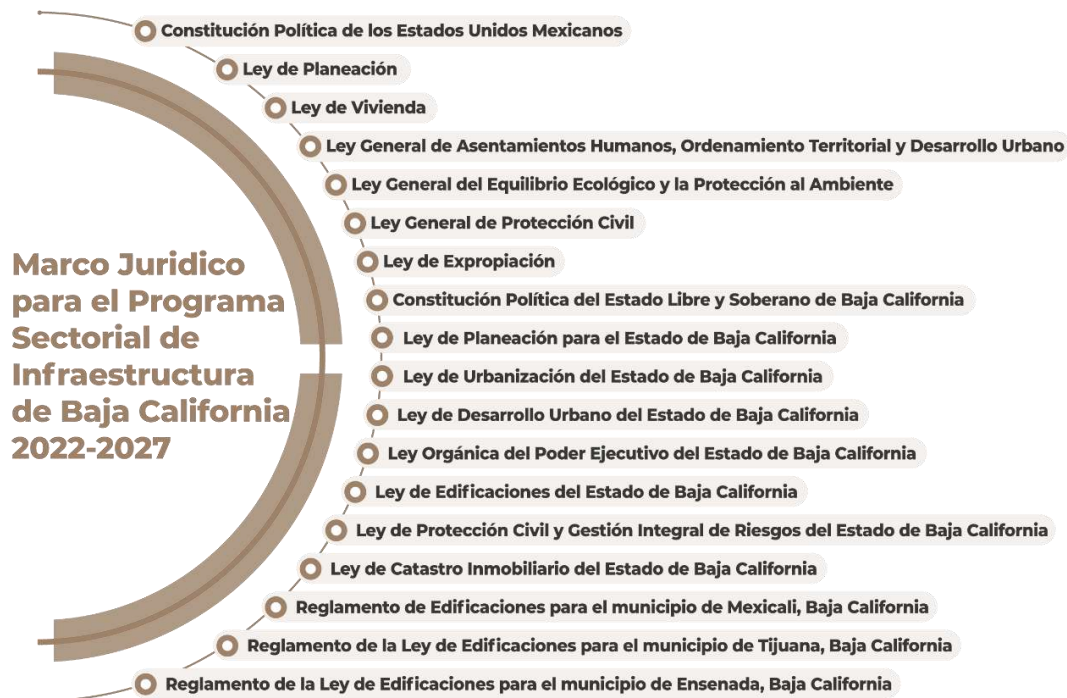 Marco Juridico
para el Programa
Sectorial de
Infraestructura
de Baja California
2022-2027
Constitución Política de los Estados Unidos Mexicanos
Ley de Planeación
Ley de Vivienda
Ley General de Asentamientos Humanos, Ordenamiento Territorial y Desarrollo Urbano
Ley General del Equilibrio Ecológico y la Protección al Ambiente
Ley General de Protección Civil
Ley de Expropiación
Constitución Política del Estado Libre y Soberano de Baja California
Ley de Planeación para el Estado de Baja California
Ley de Urbanización del Estado de Baja California
Ley de Desarrollo Urbano del Estado de Baja California
Ley Orgánica del Poder Ejecutivo del Estado de Baja California
Ley de Edificaciones del Estado de Baja California
Ley de Protección Civil y Gestión Integral de Riesgos del Estado de Baja California
Ley de Catastro Inmobiliario del Estado de Baja California
Reglamento de Edificaciones para el municipio de Mexicali, Baja California
Reglamento de la Ley de Edificaciones para el municipio de Tijuana, Baja California
Reglamento de la Ley de Edificaciones para el municipio de Ensenada, Baja California